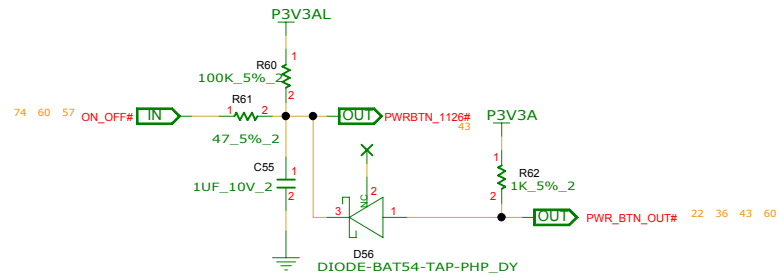 P3V3AL
1
R60
100K_5%_2
2
R61
74 60 57 ON_OFF# IN 1 2 OUT PWRBTN_1126#
43
47_5%_2
P3V3A
C55
1
1UF_10V_2
2
1
R62
1K_5%_2
2
NC 2
3 1
OUT PWR_BTN_OUT# 22 36 43 60
D56
DIODE-BAT54-TAP-PHP_DY